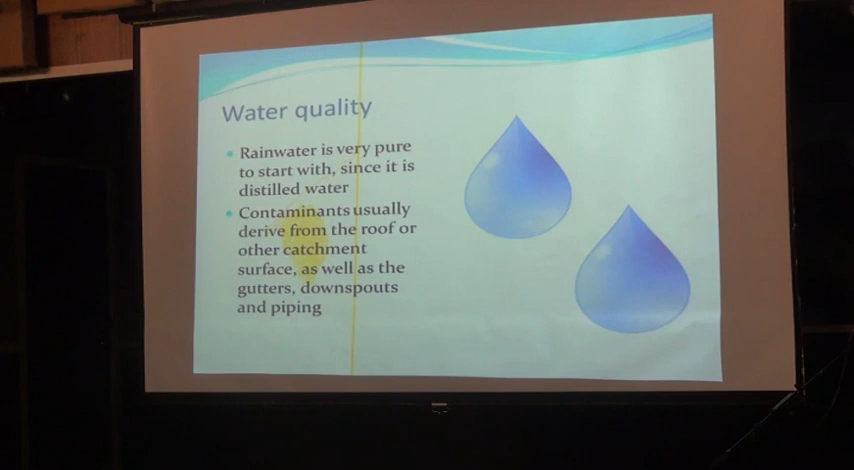 Water quality
Rainwater is very pure
to start with, since it is
distilled water
Contaminants usually
derive from the roof or
other catchment
surface, as well as the
gutters, downspouts
and piping